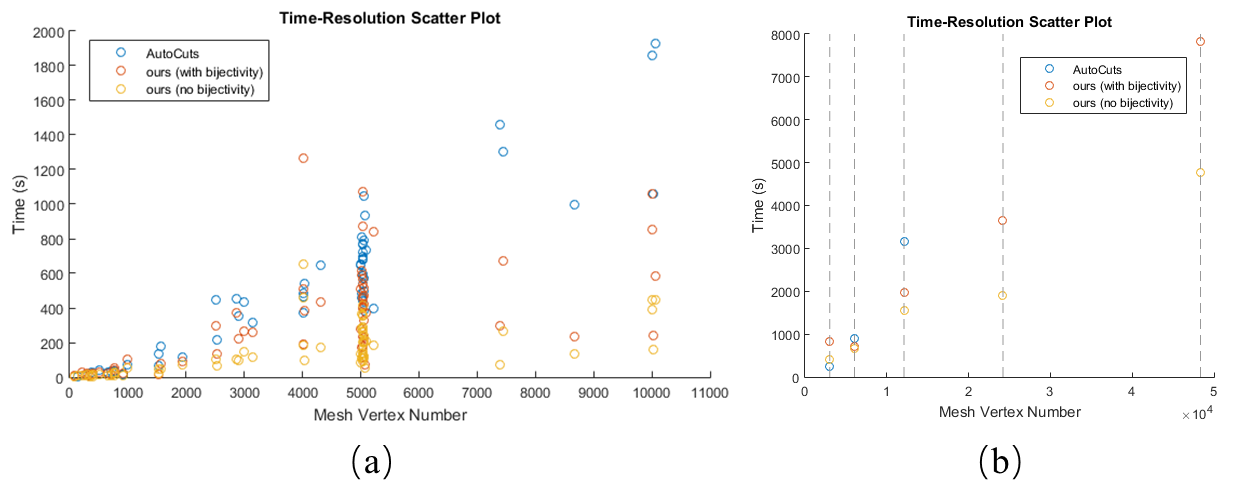 Time-Resolution Scatter Plot
2000
1800
1600
1400
1200
1000
800
600
400
200
0
Time (s)
AutoCuts
ours (with bijectivity)
ours (no bijectivity)
0 1000 2000 3000 4000 5000 6000 7000 8000 9000 10000 11000
Mesh Vertex Number
(a)
Time-Resolution Scatter Plot
8000
7000
6000
5000
4000
3000
2000
1000
0
Time (s)
AutoCuts
ours (with bijectivity)
ours (no bijectivity)
0 1 2 3 4 5
Mesh Vertex Number
×10⁴
(b)